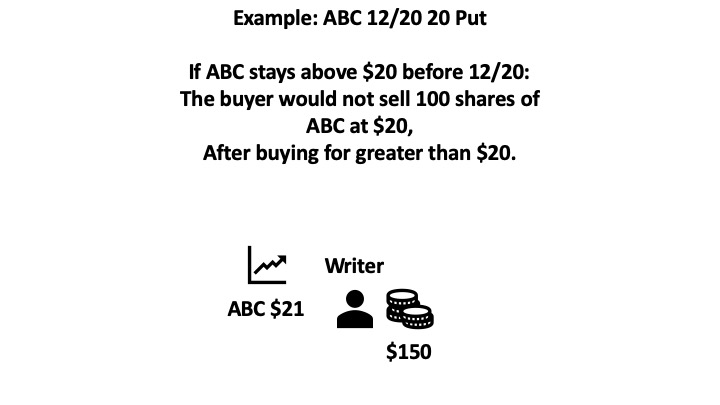 Example: ABC 12/20 20 Put
If ABC stays above $20 before 12/20:
The buyer would not sell 100 shares of
ABC at $20,
After buying for greater than $20.
Writer
ABC $21
$150